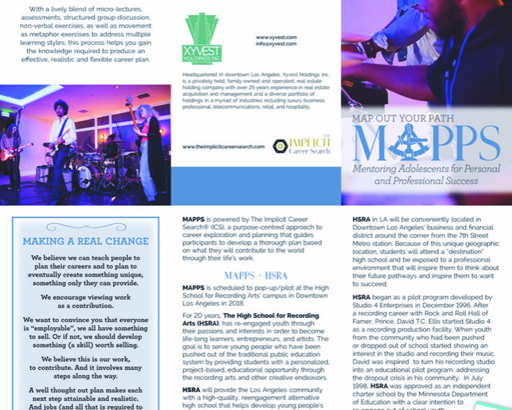 With a lively blend of micro-lectures,
assessments, structured group discussion,
non-verbal exercises, as well as movement
as metaphor exercises to address multiple
learning styles, this process helps you gain
the knowledge required to produce an
effective, realistic and flexible career plan.
XYVEST
HOLDINGS INC
www.xyvest.com
info@xyvest.com
Headquartered in downtown Los Angeles, Xyvest Holdings Inc.
is a privately held, family owned and operated, real estate
holding company with over 25 years experience in real estate
acquisition and management and a diverse portfolio of
holdings in a myriad of industries including luxury business,
professional, telecommunications, retail, and hospitality.
www.theimplicitcareersearch.com
THE
IMPLICIT
Career Search
MAP OUT YOUR PATH
MAPPS
Mentoring Adolescents for Personal
and Professional Success
MAKING A REAL CHANGE
We believe we can teach people to
plan their careers and to plan to
eventually create something unique,
something only they can provide.
We encourage viewing work
as a contribution.
We want to convince you that everyone
is "employable", we all have something
to sell. Or if not, we should develop
something (a skill) worth selling.
We believe this is our work,
to contribute. And it involves many
steps along the way.
A well thought out plan makes each
next step attainable and realistic.
And jobs (and all that is required to
MAPPS is powered by The Implicit Career
Search® (ICS), a purpose-centred approach to
career exploration and planning that guides
participants to develop a thorough plan based
on what they will contribute to the world
through their life's work.
MAPPS + HSRA
MAPPS is scheduled to pop-up/pilot at the High
School for Recording Arts' campus in Downtown
Los Angeles in 2018.
For 20 years, The High School for Recording
Arts (HSRA), has re-engaged youth through
their passions and interests in order to become
life-long learners, entrepreneurs, and artists. The
goal is to serve young people who have been
pushed out of the traditional public education
system by providing students with a personalized,
project-based, educational opportunity through
the recording arts and other creative endeavors.
HSRA will provide the Los Angeles community
with a high-quality, reengagement alternative
high school that helps develop young people's
HSRA in LA will be conveniently located in
Downtown Los Angeles' business and financial
district around the corner from the 7th Street
Metro station. Because of this unique geographic
location, students will attend a "destination"
high school and be exposed to a professional
environment that will inspire them to think about
their future pathways and inspire them to want
to succeed.
HSRA began as a pilot program developed by
Studio 4 Enterprises in December 1996. After
a recording career with Rock and Roll Hall of
Famer, Prince, David T.C. Ellis started Studio 4
as a recording production facility. When youth
from the community who had been pushed
or dropped out of school started showing an
interest in the studio and recording their music,
David was inspired to turn his recording studio
into an educational pilot program, addressing
the dropout crisis in his community. In July
1998, HSRA was approved as an independent
charter school by the Minnesota Department
of Education with a clear intention to